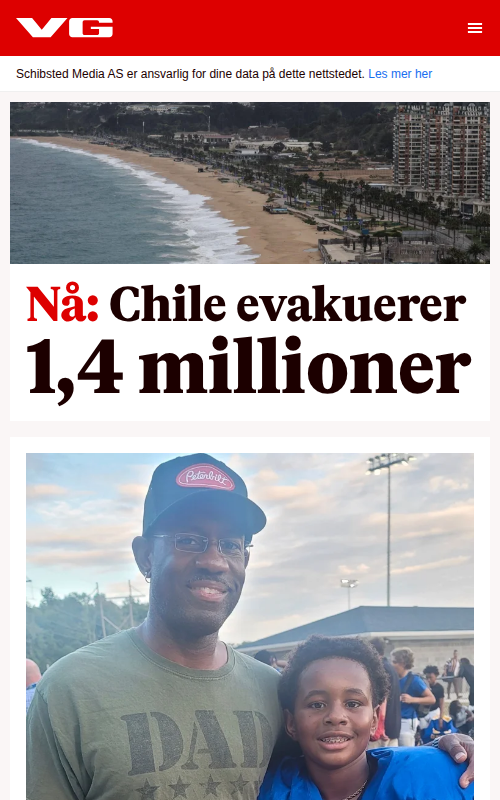 VG
Schibsted Media AS er ansvarlig for dine data på dette nettstedet. Les mer her
Nå: Chile evakuerer
1,4 millioner
Peterbilt
DAD